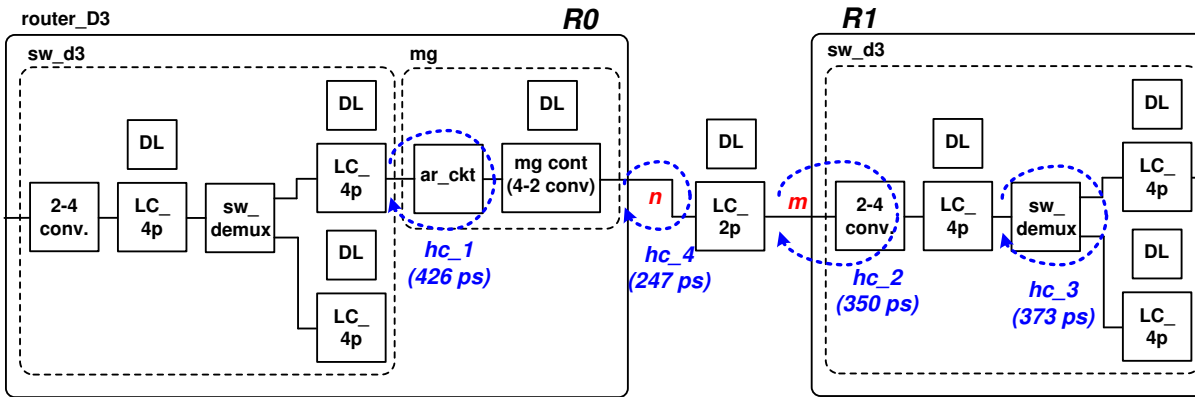 router_D3
R0
R1
sw_d3
mg
sw_d3
DL
DL
DL
DL
DL
DL
2-4
conv.
LC_
4p
sw_
demux
LC_
4p
ar_ckt
mg cont
(4-2 conv)
n
LC_
2p
m
2-4
conv.
LC_
4p
sw_
demux
LC_
4p
hc_1
(426 ps)
hc_4
(247 ps)
hc_2
(350 ps)
hc_3
(373 ps)
DL
LC_
4p
DL
LC_
4p